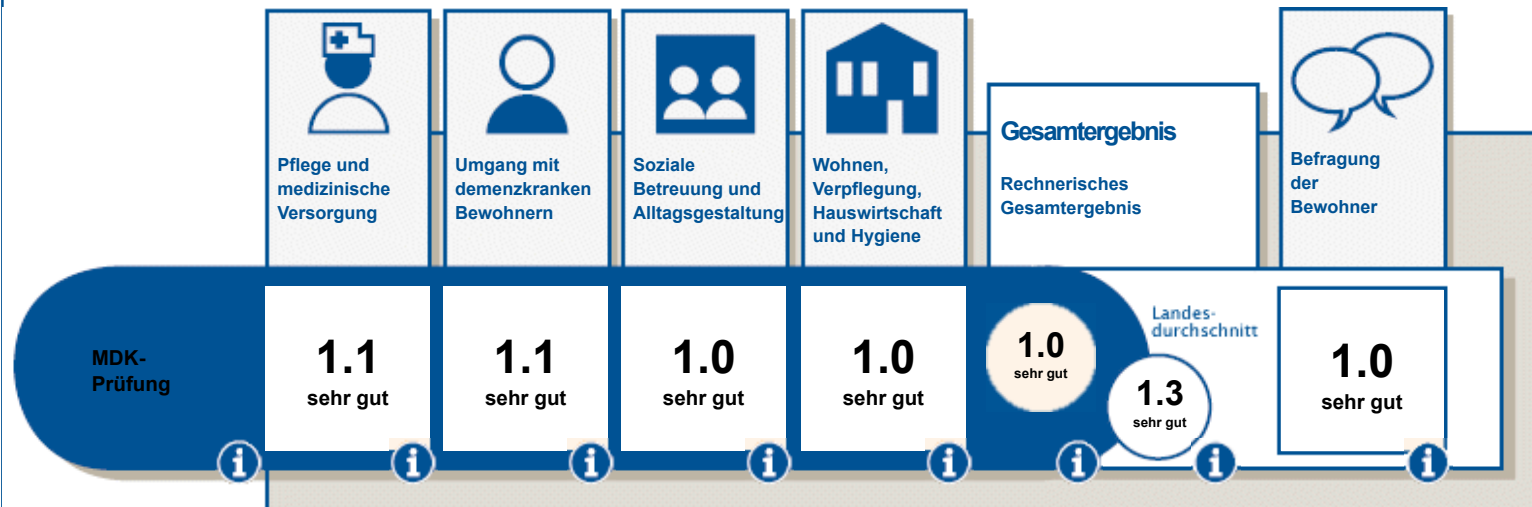 Pflege und
medizinische
Versorgung
Umgang mit
demenzkranken
Bewohnern
Soziale
Betreuung und
Alltagsgestaltung
Wohnen,
Verpflegung,
Hauswirtschaft
und Hygiene
Gesamtergebnis
Rechnerisches
Gesamtergebnis
Befragung
der
Bewohner
MDK-
Prüfung
1.1
sehr gut
1.1
sehr gut
1.0
sehr gut
1.0
sehr gut
1.0
sehr gut
Landes-
durchschnitt
1.3
sehr gut
1.0
sehr gut